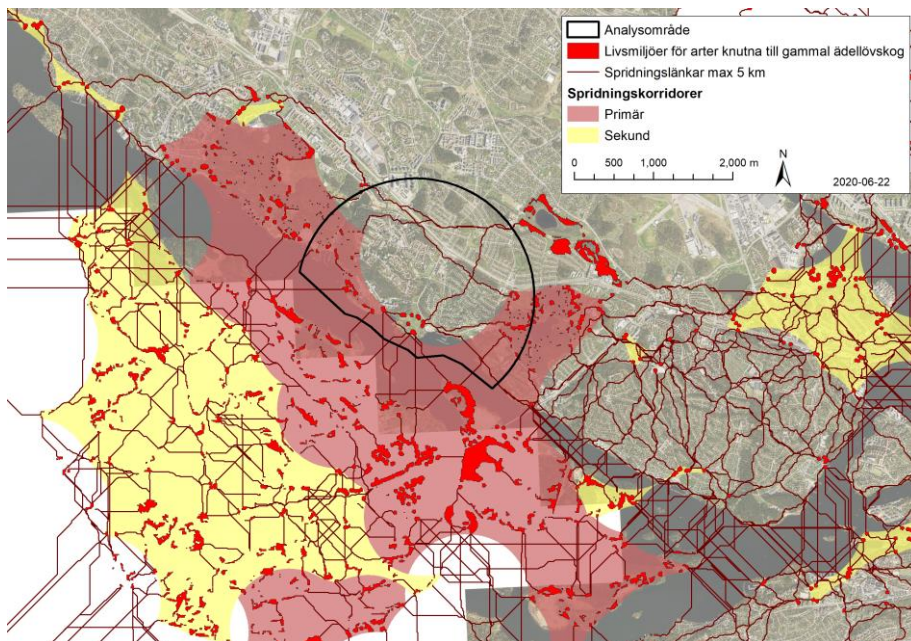 Analysområde
Livsmiljöer för arter knutna till gammal ädellövskog
Spridningslänkar max 5 km
Spridningskorridorer
Primär
Sekund
0 500 1,000 2,000 m
N
2020-06-22